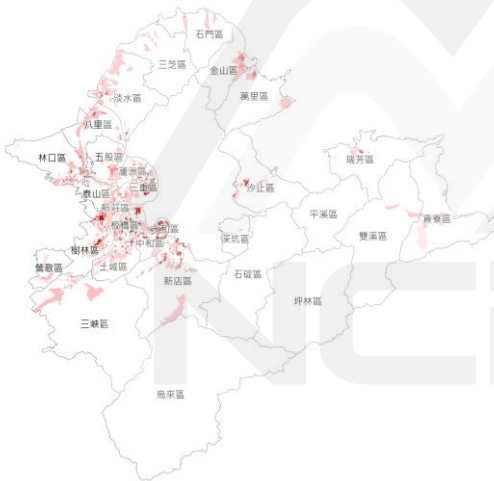 石門區
三芝區
金山區
萬里區
淡水區
八里區
林口區
五股區
蘆洲區
三重區
泰山區
新莊區
板橋區
中和區
樹林區
土城區
鶯歌區
三峽區
新店區
深坑區
石碇區
汐止區
平溪區
瑞芳區
雙溪區
貢寮區
坪林區
烏來區
NC